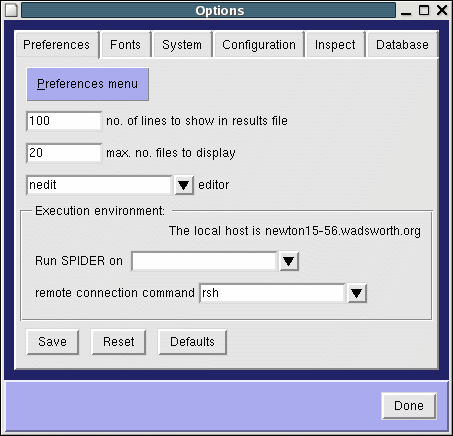 Options
Preferences Fonts System Configuration Inspect Database
Preferences menu
100 no. of lines to show in results file
20 max. no. files to display
nedit editor
Execution environment:
The local host is newton15-56.wadsworth.org
Run SPIDER on
remote connection command rsh
Save Reset Defaults
Done